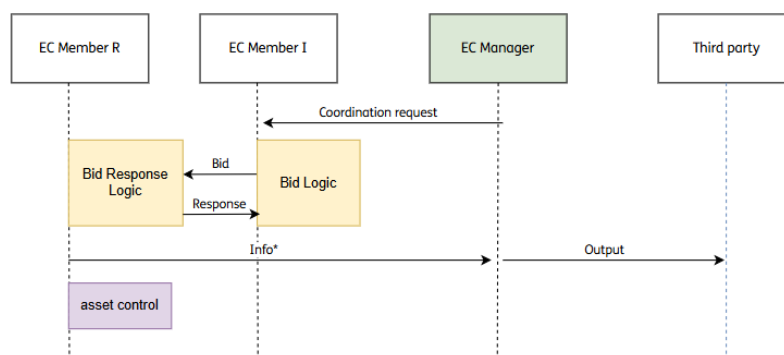 EC Member R
EC Member I
EC Manager
Third party
Coordination request
Bid Response
Logic
Bid
Bid Logic
Response
Info*
Output
asset control